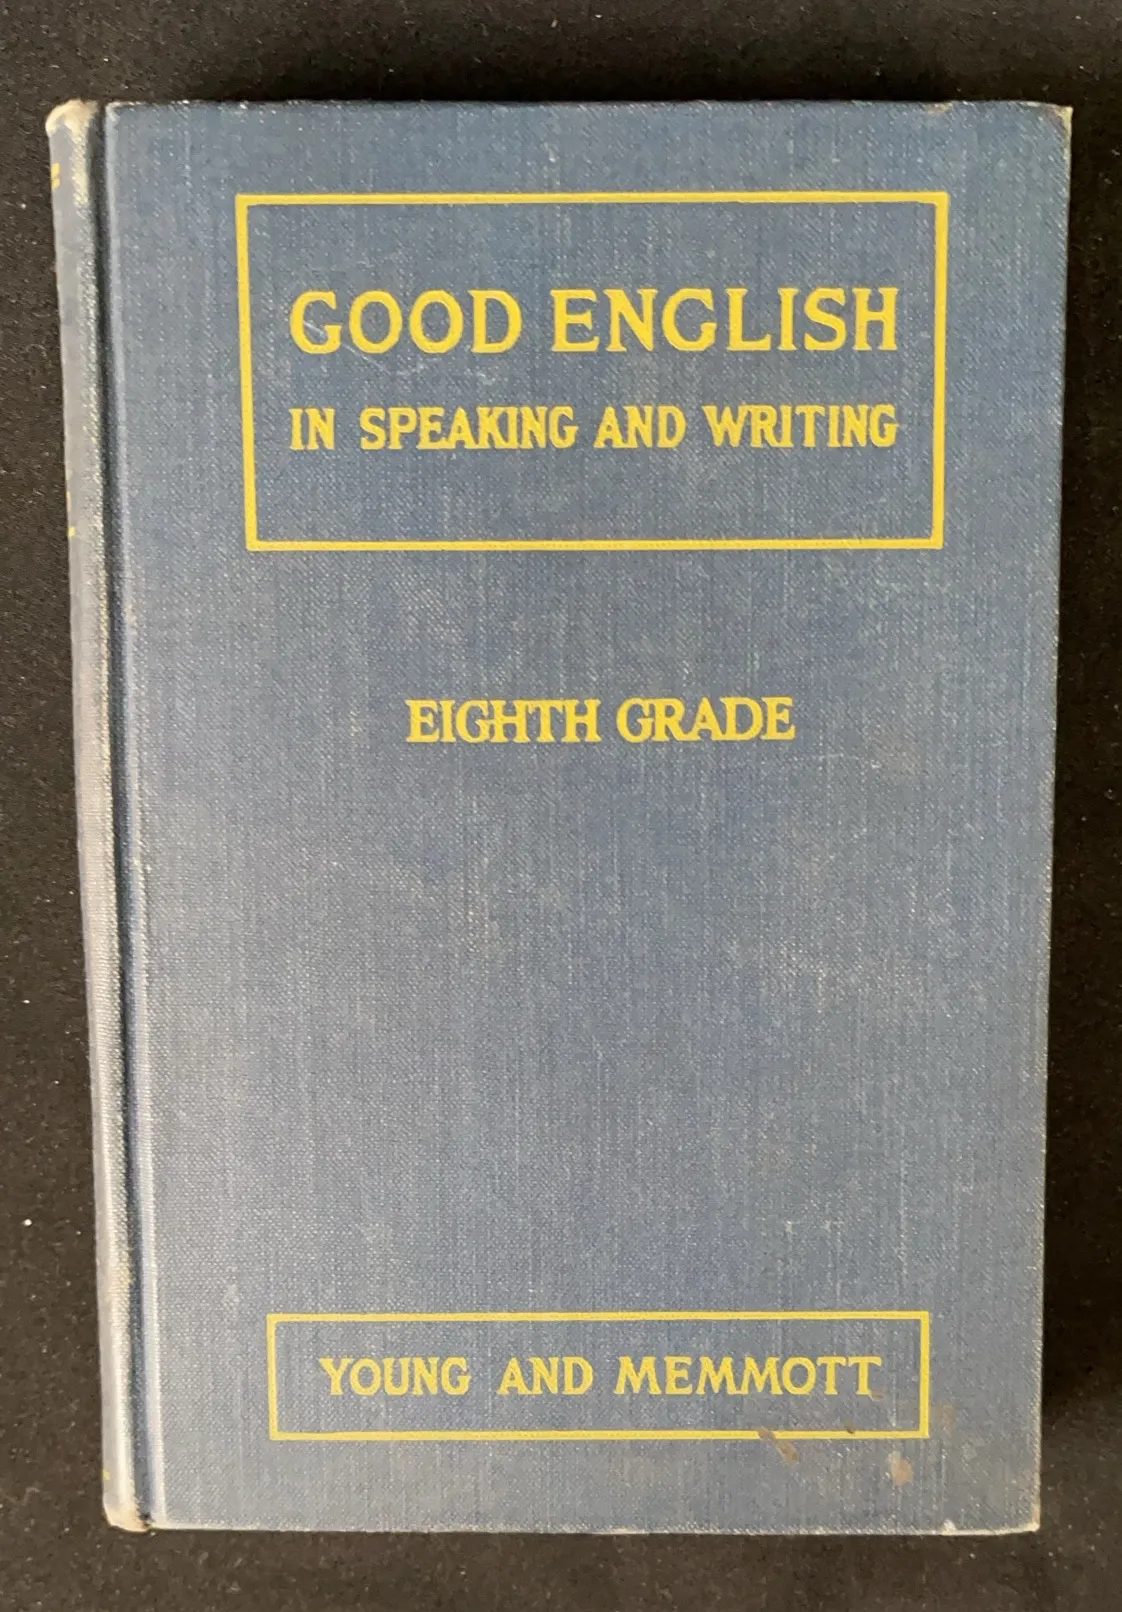 GOOD ENGLISH
IN SPEAKING AND WRITING
EIGHTH GRADE
YOUNG AND MEMMOTT